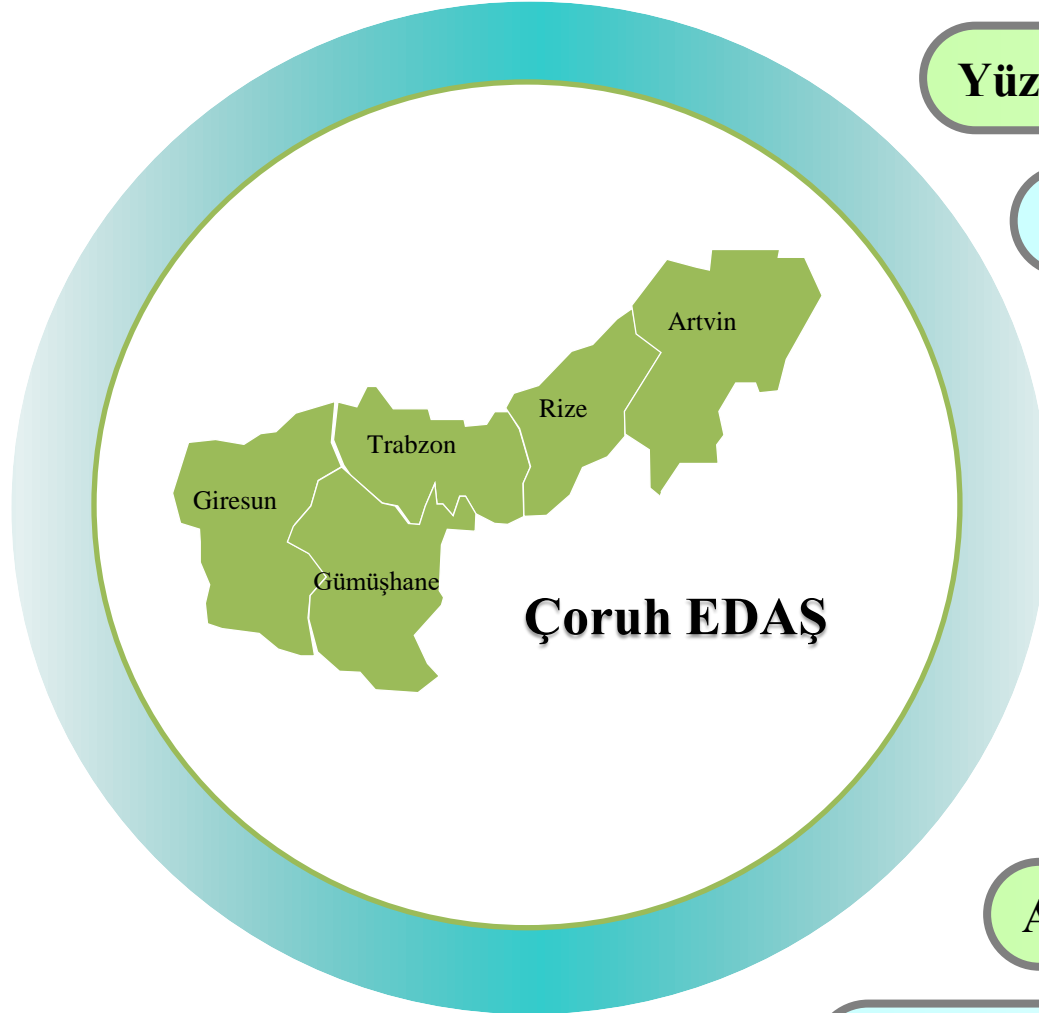 Yüz
Artvin
Rize
Trabzon
Giresun
Gümüşhane
Çoruh EDAŞ
A